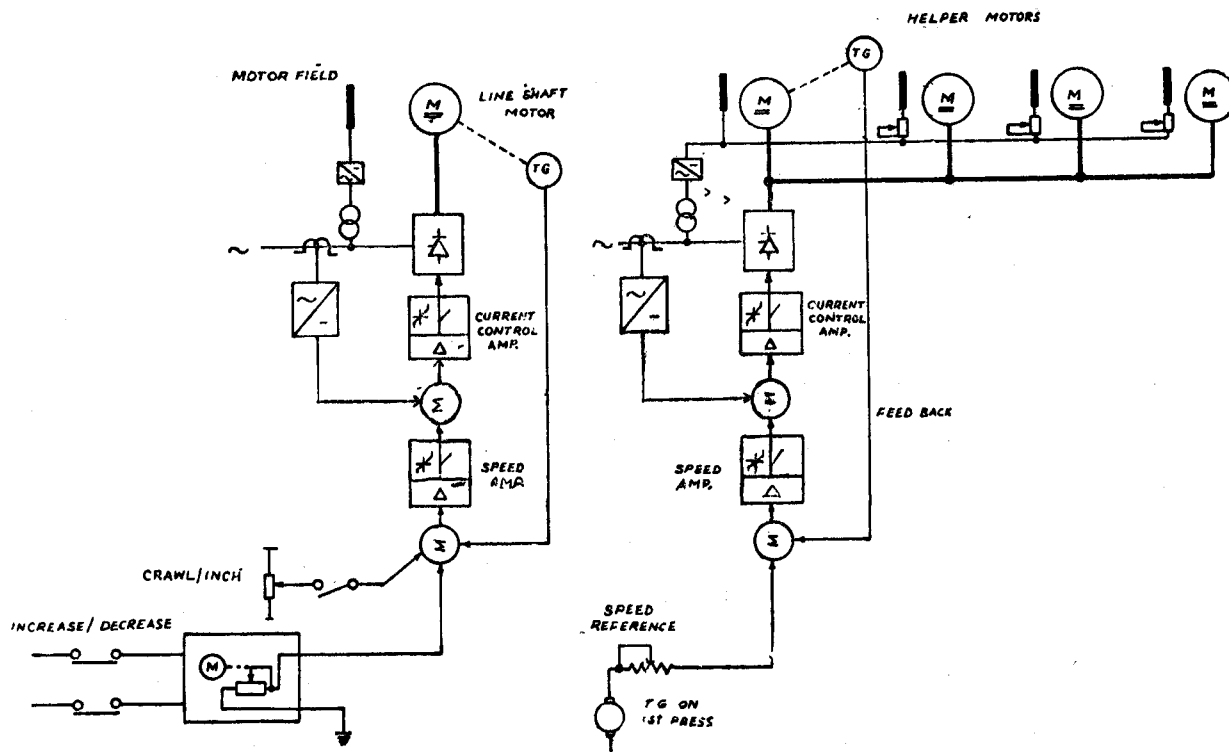 HELPER MOTORS
MOTOR FIELD
M
LINE SHAFT
MOTOR
TG
TG
M
M
M
M
~
~
~
-
~
-
CURRENT
CONTROL
AMP.
CURRENT
CONTROL
AMP.
Σ
FEED BACK
SPEED
AMP.
SPEED
AMP.
M
M
CRAWL/INCH
SPEED
REFERENCE
INCREASE/DECREASE
M
TG ON
1ST PRESS